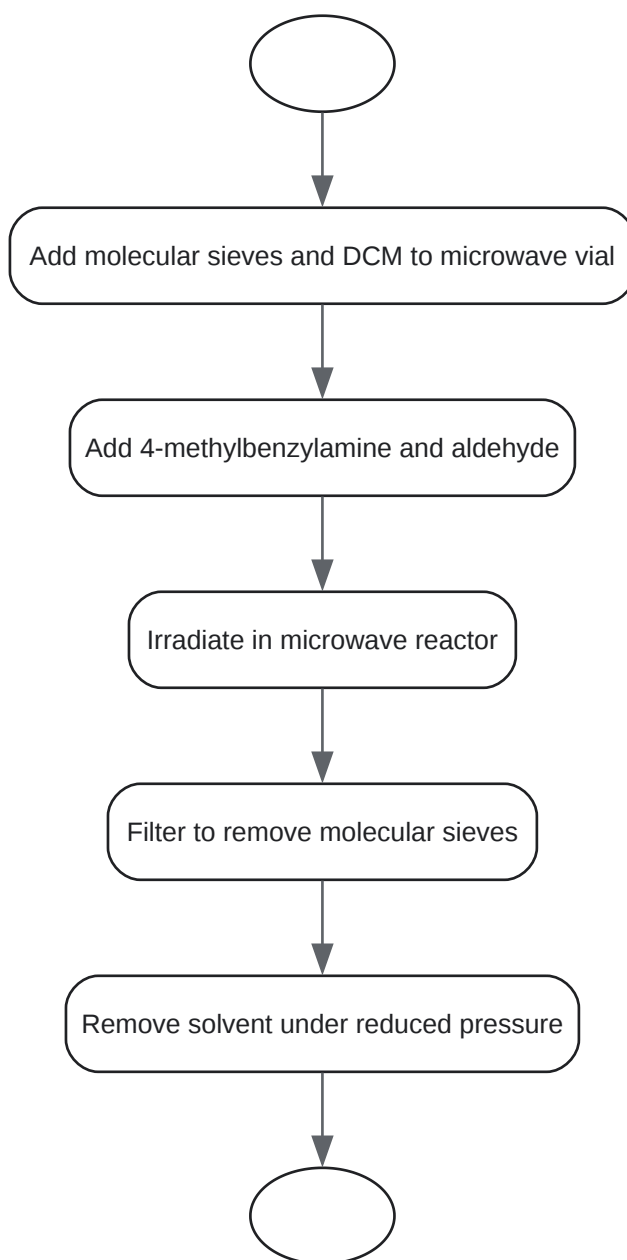 Add molecular sieves and DCM to microwave vial
Add 4-methylbenzylamine and aldehyde
Irradiate in microwave reactor
Filter to remove molecular sieves
Remove solvent under reduced pressure